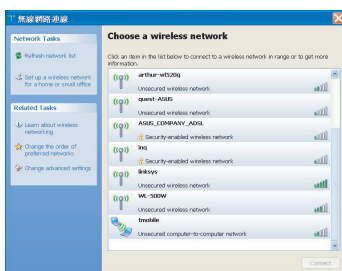 無線網路連線
Network Tasks
Refresh network list
Set up a wireless network
for a home or small office
Related Tasks
Learn about wireless
networking
Change the order of
preferred networks
Change advanced settings
Choose a wireless network
Click an item in the list below to connect to a wireless network in range or to get more
information.
arthur-wl520g
Unsecured wireless network
guest-ASUS
Unsecured wireless network
ASUS_COMPANY_ADSL
Security-enabled wireless network
Security-enabled wireless network
linksys
Unsecured wireless network
WL-500W
Unsecured wireless network
tmobile
Unsecured computer-to-computer network
Connect